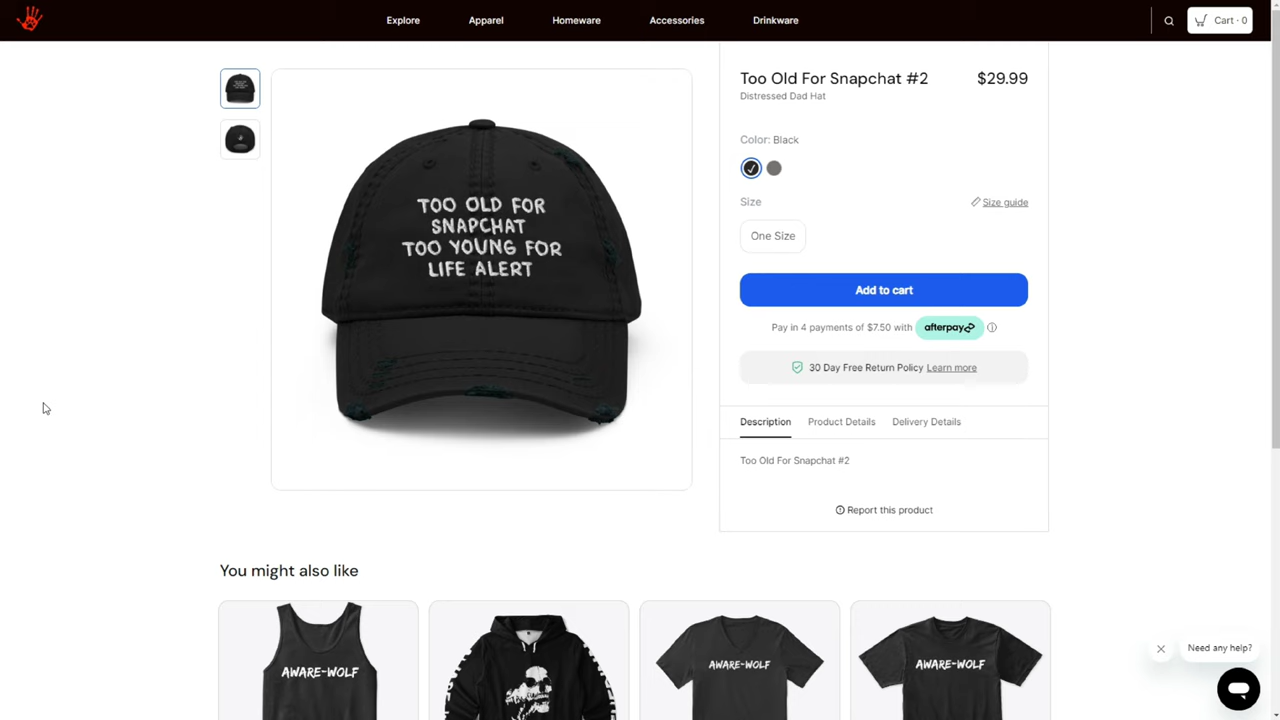 Explore Apparel Homeware Accessories Drinkware
Cart · 0
Too Old For Snapchat #2 $29.99
Distressed Dad Hat
Color: Black
Size Size guide
One Size
TOO OLD FOR
SNAPCHAT
TOO YOUNG FOR
LIFE ALERT
Add to cart
Pay in 4 payments of $7.50 with afterpay
30 Day Free Return Policy Learn more
Description Product Details Delivery Details
Too Old For Snapchat #2
Report this product
You might also like
AWARE-WOLF
AWARE-WOLF
AWARE-WOLF
Need any help?